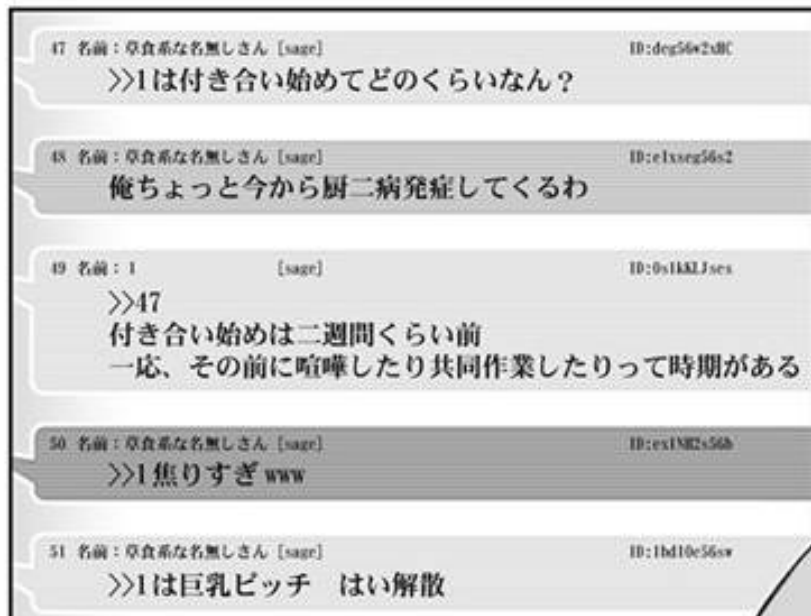 47 名前：草食系な名無しさん [sage] ID:deg56w2xHC
>>1は付き合い始めてどのくらいなん？
48 名前：草食系な名無しさん [sage] ID:e1xseg56s2
俺ちょっと今から厨二病発症してくるわ
49 名前：1 [sage]
>>47
付き合い始めは二週間くらい前
一応、その前に喧嘩したり共同作業したりって時期がある
50 名前：草食系な名無しさん [sage]
>>1焦りすぎwww
51 名前：草食系な名無しさん [sage] ID:1bd10e56sw
>>1は巨乳ビッチ　はい解散